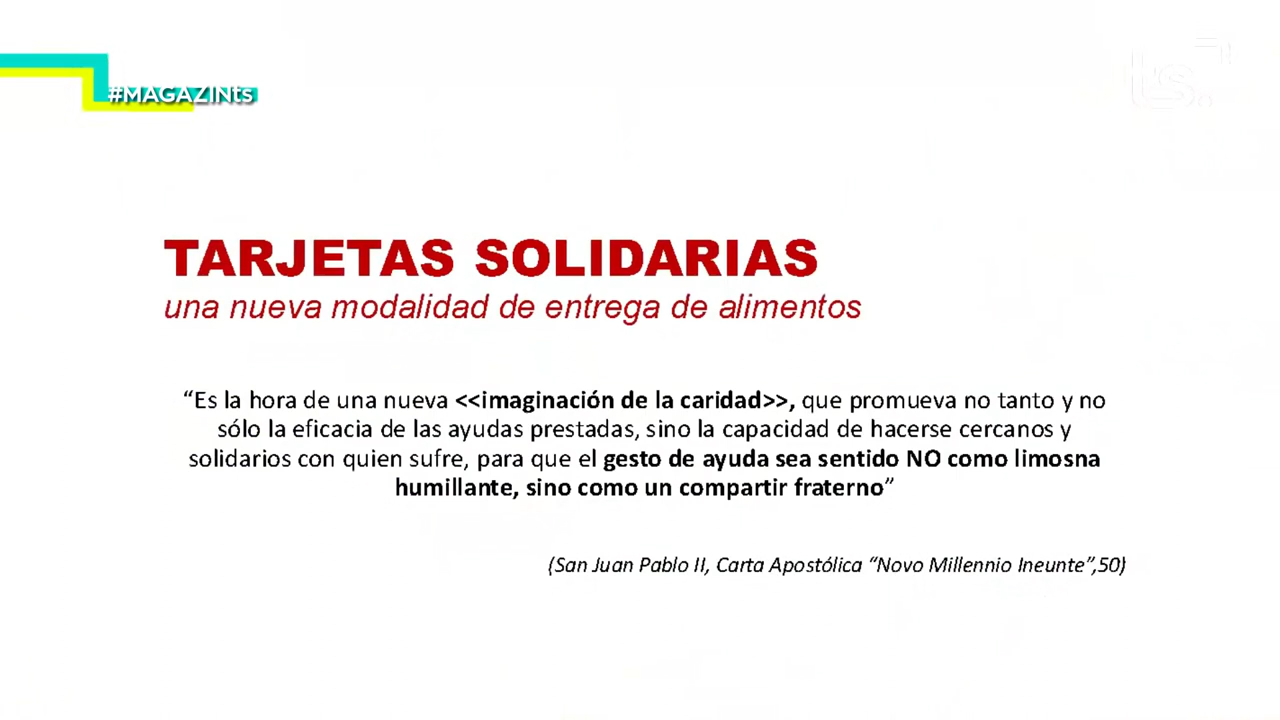 #MAGAZINts
ts.
TARJETAS SOLIDARIAS
una nueva modalidad de entrega de alimentos
“Es la hora de una nueva <<imaginación de la caridad>>, que promueva no tanto y no
sólo la eficacia de las ayudas prestadas, sino la capacidad de hacerse cercanos y
solidarios con quien sufre, para que el gesto de ayuda sea sentido NO como limosna
humillante, sino como un compartir fraterno”
(San Juan Pablo II, Carta Apostólica “Novo Millennio Ineunte”,50)